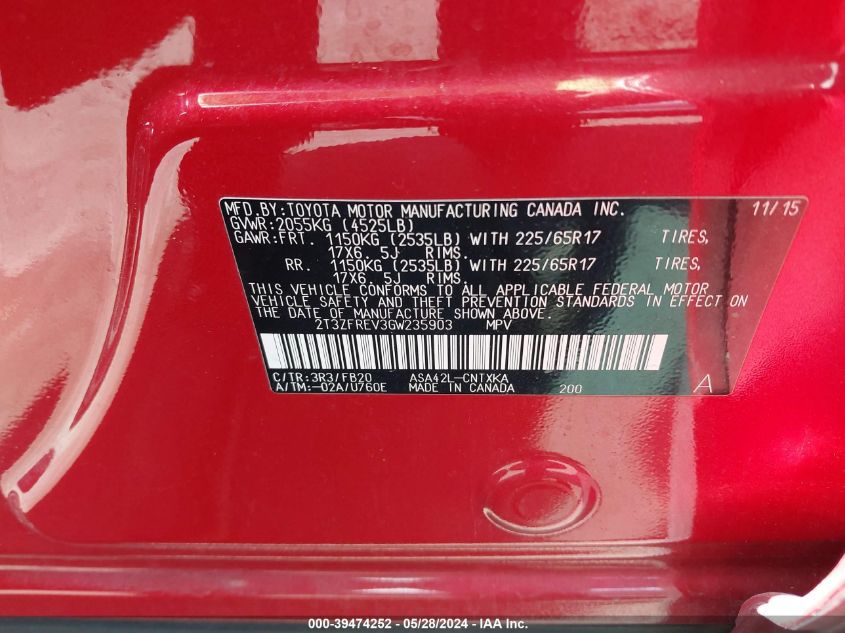 MFD.BY:TOYOTA MOTOR MANUFACTURING CANADA INC. 11/15
GVWR:2055KG (4525LB)
GAWR:FRT. 1150KG (2535LB) WITH 225/65R17 TIRES,
17X6. 5J RIMS.
RR. 1150KG (2535LB) WITH 225/65R17 TIRES,
17X6. 5J RIMS.
THIS VEHICLE CONFORMS TO ALL APPLICABLE FEDERAL MOTOR
VEHICLE SAFETY AND THEFT PREVENTION STANDARDS IN EFFECT ON
THE DATE OF MANUFACTURE SHOWN ABOVE.
2T3ZFREV3GW235903 MPV
C/TR:3R3/FB20 ASA42L-CNTXKA
A/TM:-02A/U760E MADE IN CANADA 200 A
000-39474252 - 05/28/2024 - IAA Inc.